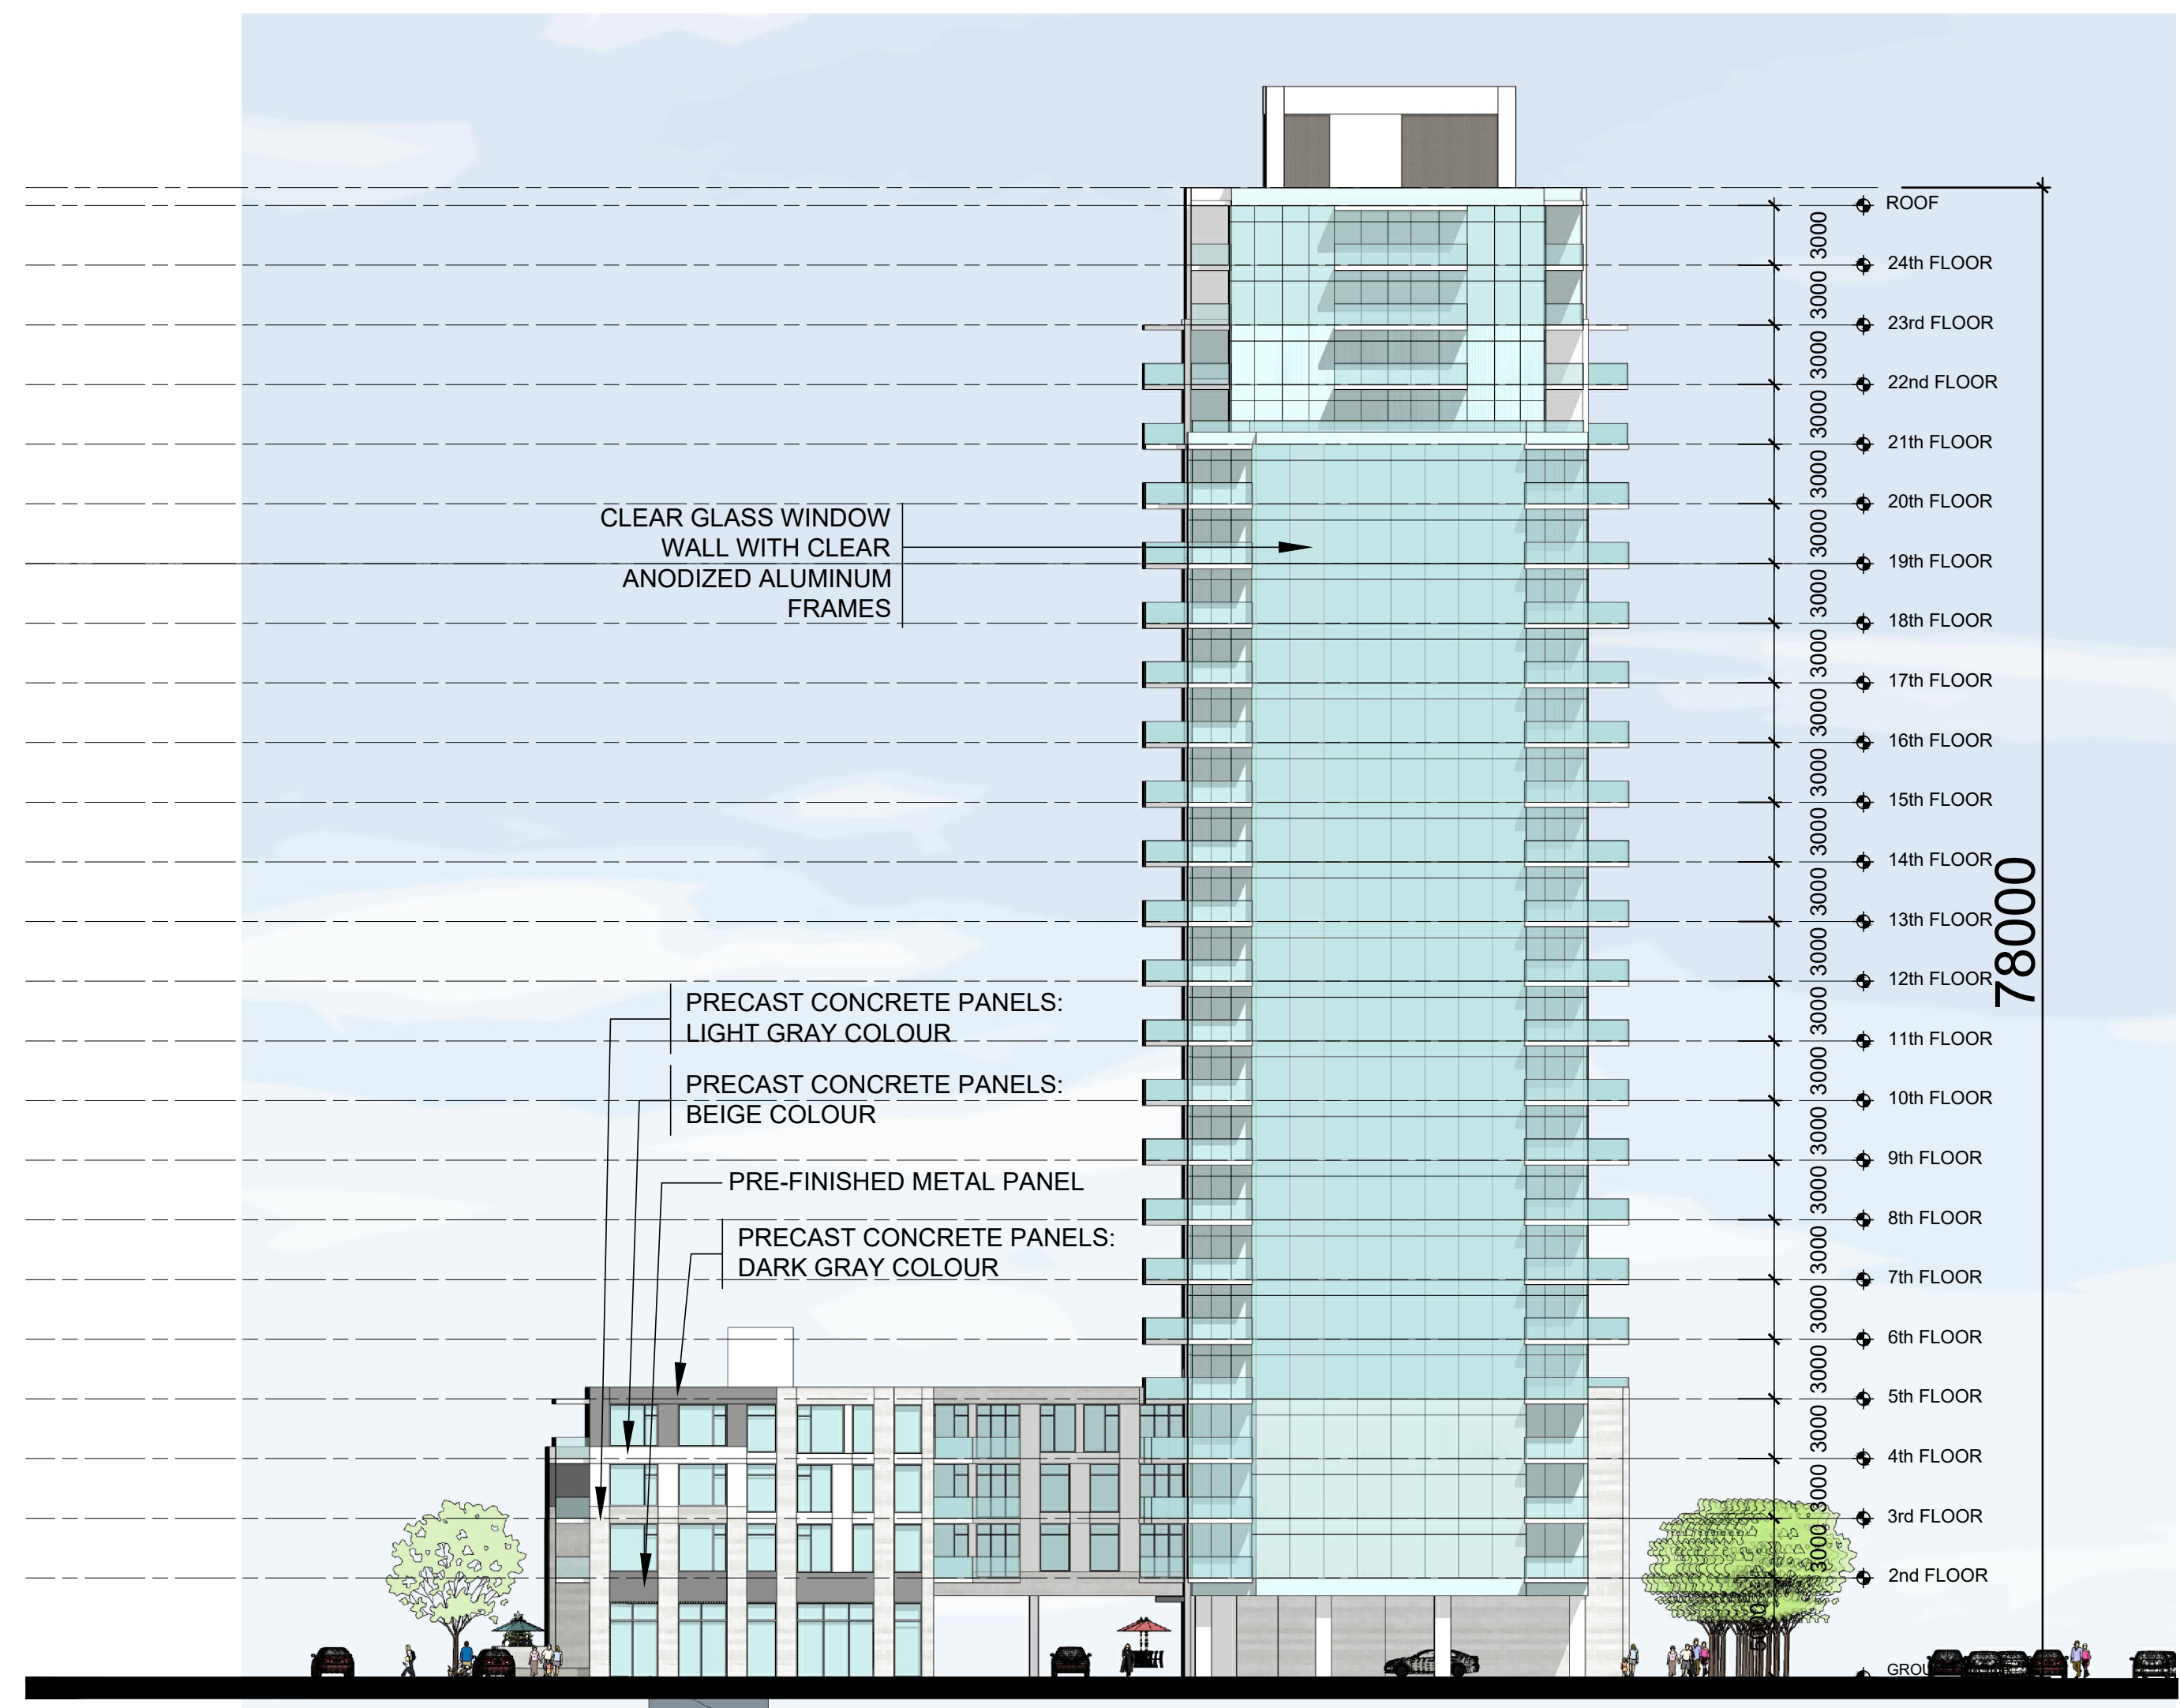 ROOF
3000
24th FLOOR
3000
23rd FLOOR
3000
22nd FLOOR
3000
21th FLOOR
3000
20th FLOOR
3000
19th FLOOR
3000
18th FLOOR
3000
17th FLOOR
3000
16th FLOOR
3000
15th FLOOR
3000
14th FLOOR
3000
13th FLOOR
3000
12th FLOOR
3000
11th FLOOR
3000
10th FLOOR
3000
9th FLOOR
3000
8th FLOOR
3000
7th FLOOR
3000
6th FLOOR
3000
5th FLOOR
3000
4th FLOOR
3000
3rd FLOOR
3000
2nd FLOOR
5000
78000
CLEAR GLASS WINDOW
WALL WITH CLEAR
ANODIZED ALUMINUM
FRAMES
PRECAST CONCRETE PANELS:
LIGHT GRAY COLOUR
PRECAST CONCRETE PANELS:
BEIGE COLOUR
PRE-FINISHED METAL PANEL
PRECAST CONCRETE PANELS:
DARK GRAY COLOUR